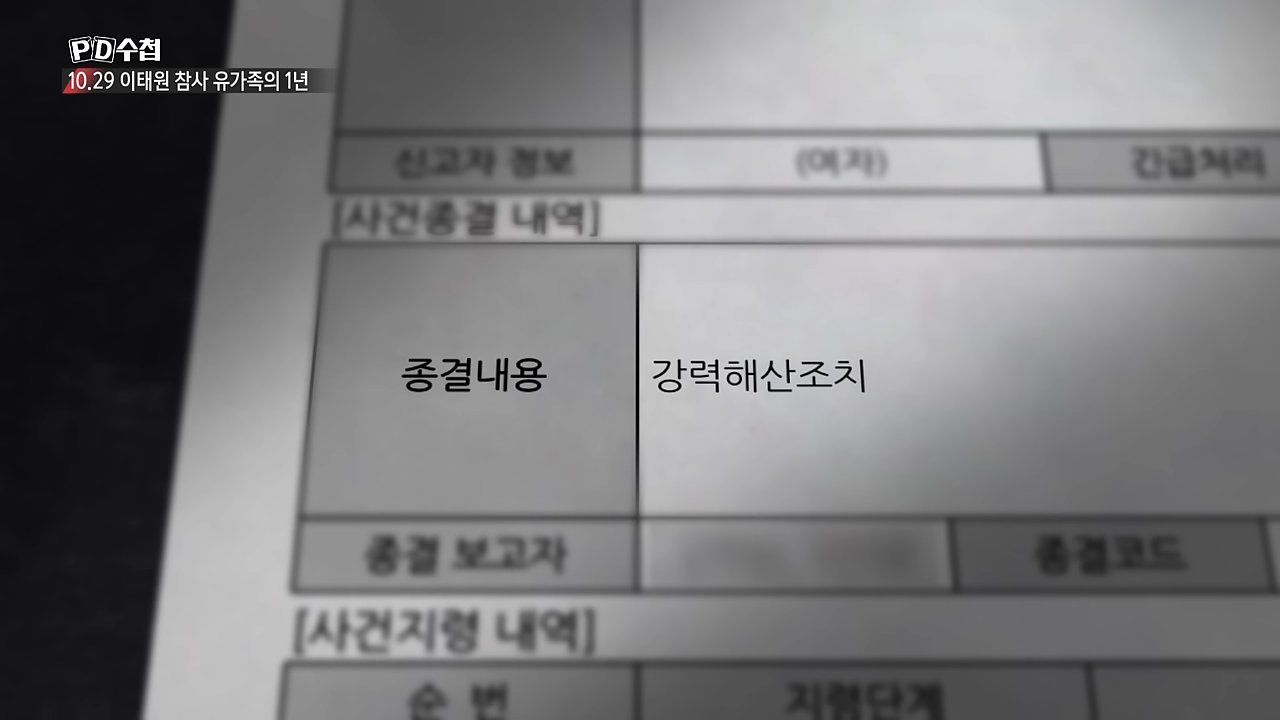 PD수첩
10.29 이태원 참사 유가족의 1년
신고자 정보 (여자) 긴급처리
[사건종결 내역]
종결내용 강력해산조치
종결 보고자 종결코드
[사건지령 내역]
순 번 지령단계